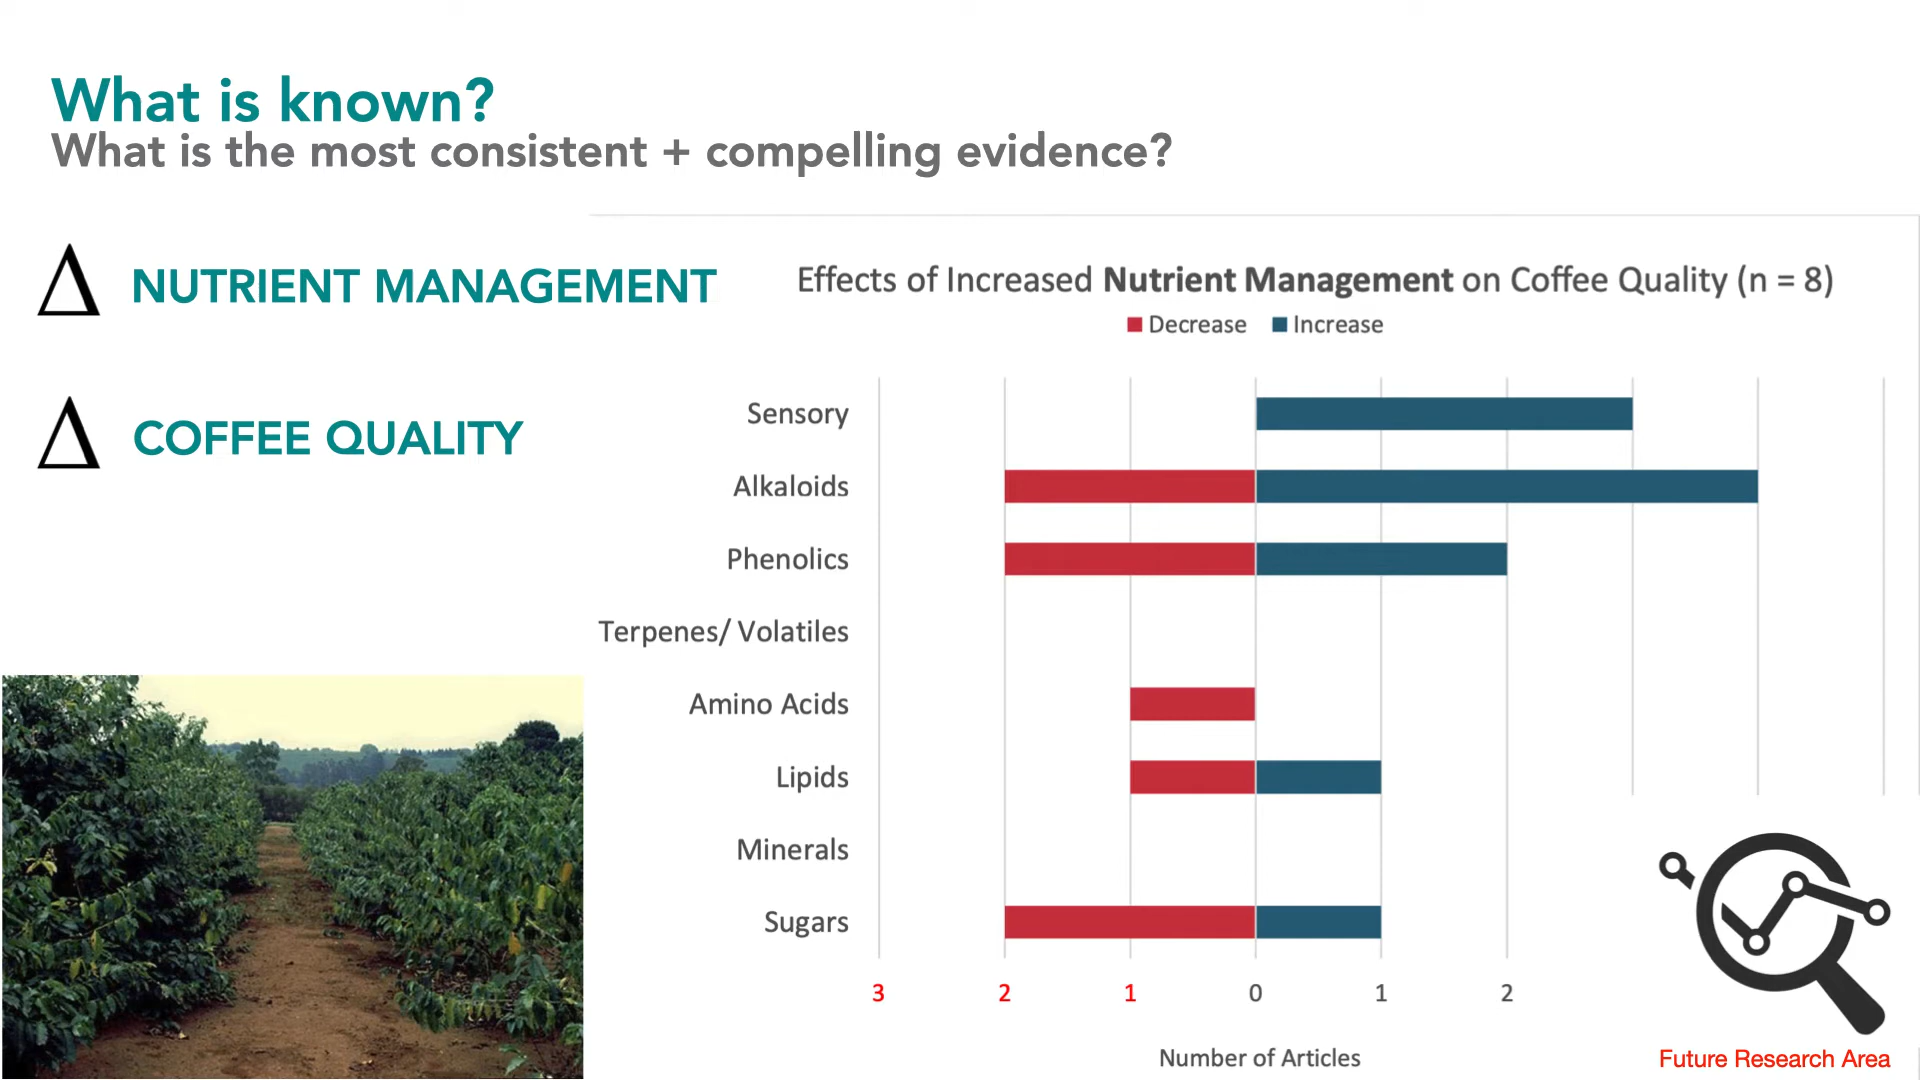 What is known?
What is the most consistent + compelling evidence?
Δ NUTRIENT MANAGEMENT
Δ COFFEE QUALITY
Effects of Increased Nutrient Management on Coffee Quality (n = 8)
Decrease Increase
Sensory
Alkaloids
Phenolics
Terpenes/ Volatiles
Amino Acids
Lipids
Minerals
Sugars
3 2 1 0 1 2
Number of Articles
Future Research Area